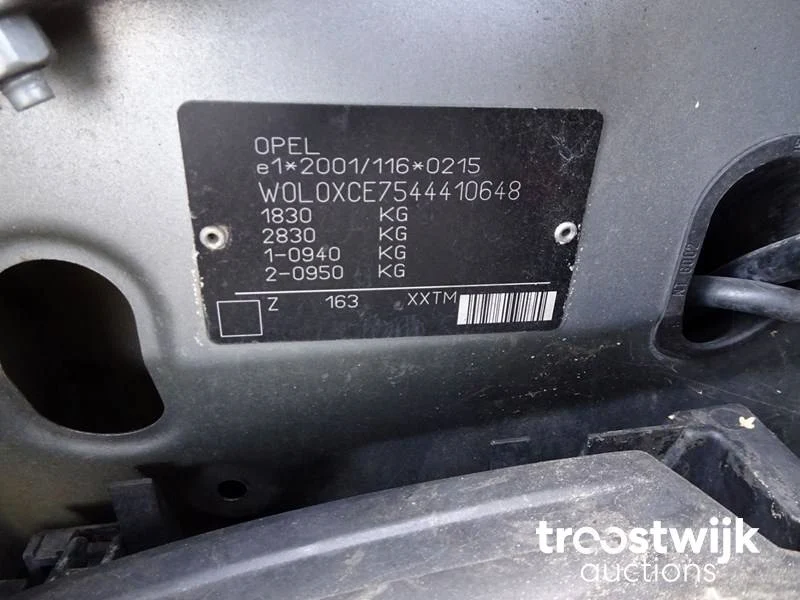 OPEL
e1*2001/116*0215
W0L0XCE7544410648
1830 KG
2830 KG
1-0940 KG
2-0950 KG
Z 163 XXTM
troostwijk
auctions